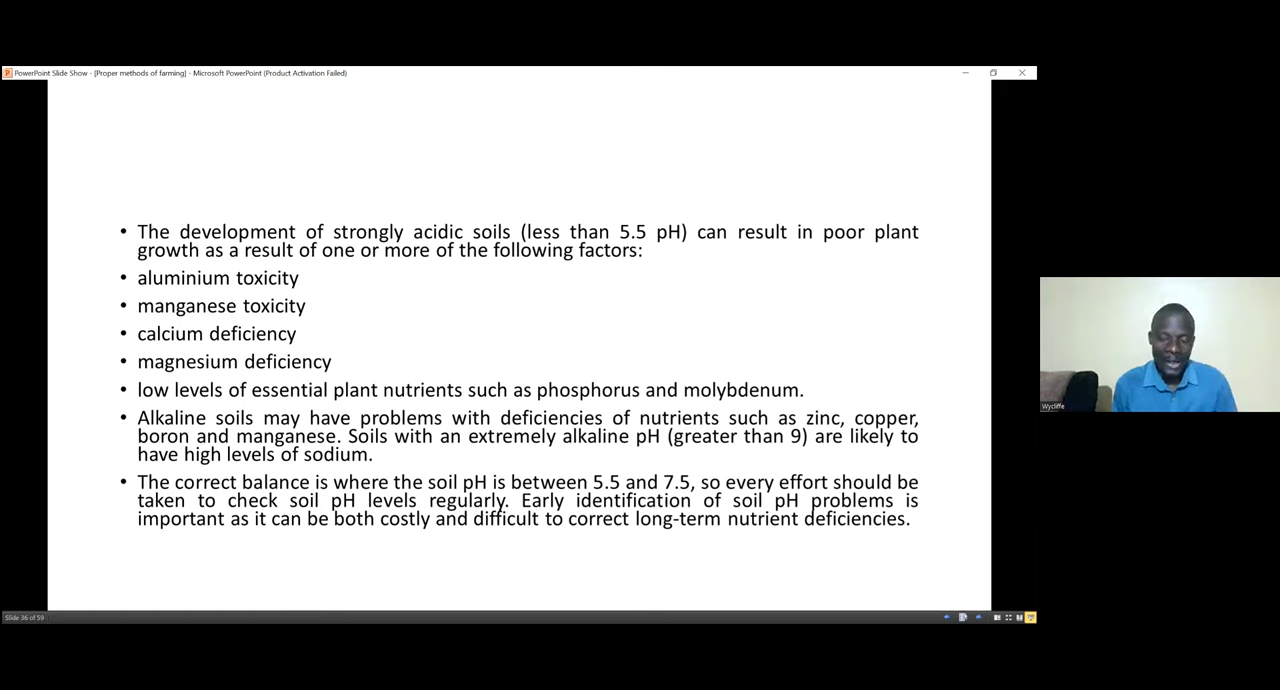 PowerPoint Slide Show - [Proper methods of farming] - Microsoft PowerPoint (Product Activation Failed)
• The development of strongly acidic soils (less than 5.5 pH) can result in poor plant
growth as a result of one or more of the following factors:
• aluminium toxicity
• manganese toxicity
• calcium deficiency
• magnesium deficiency
• low levels of essential plant nutrients such as phosphorus and molybdenum.
• Alkaline soils may have problems with deficiencies of nutrients such as zinc, copper,
boron and manganese. Soils with an extremely alkaline pH (greater than 9) are likely to
have high levels of sodium.
• The correct balance is where the soil pH is between 5.5 and 7.5, so every effort should be
taken to check soil pH levels regularly. Early identification of soil pH problems is
important as it can be both costly and difficult to correct long-term nutrient deficiencies.
Wycliffe
Slide 36 of 59